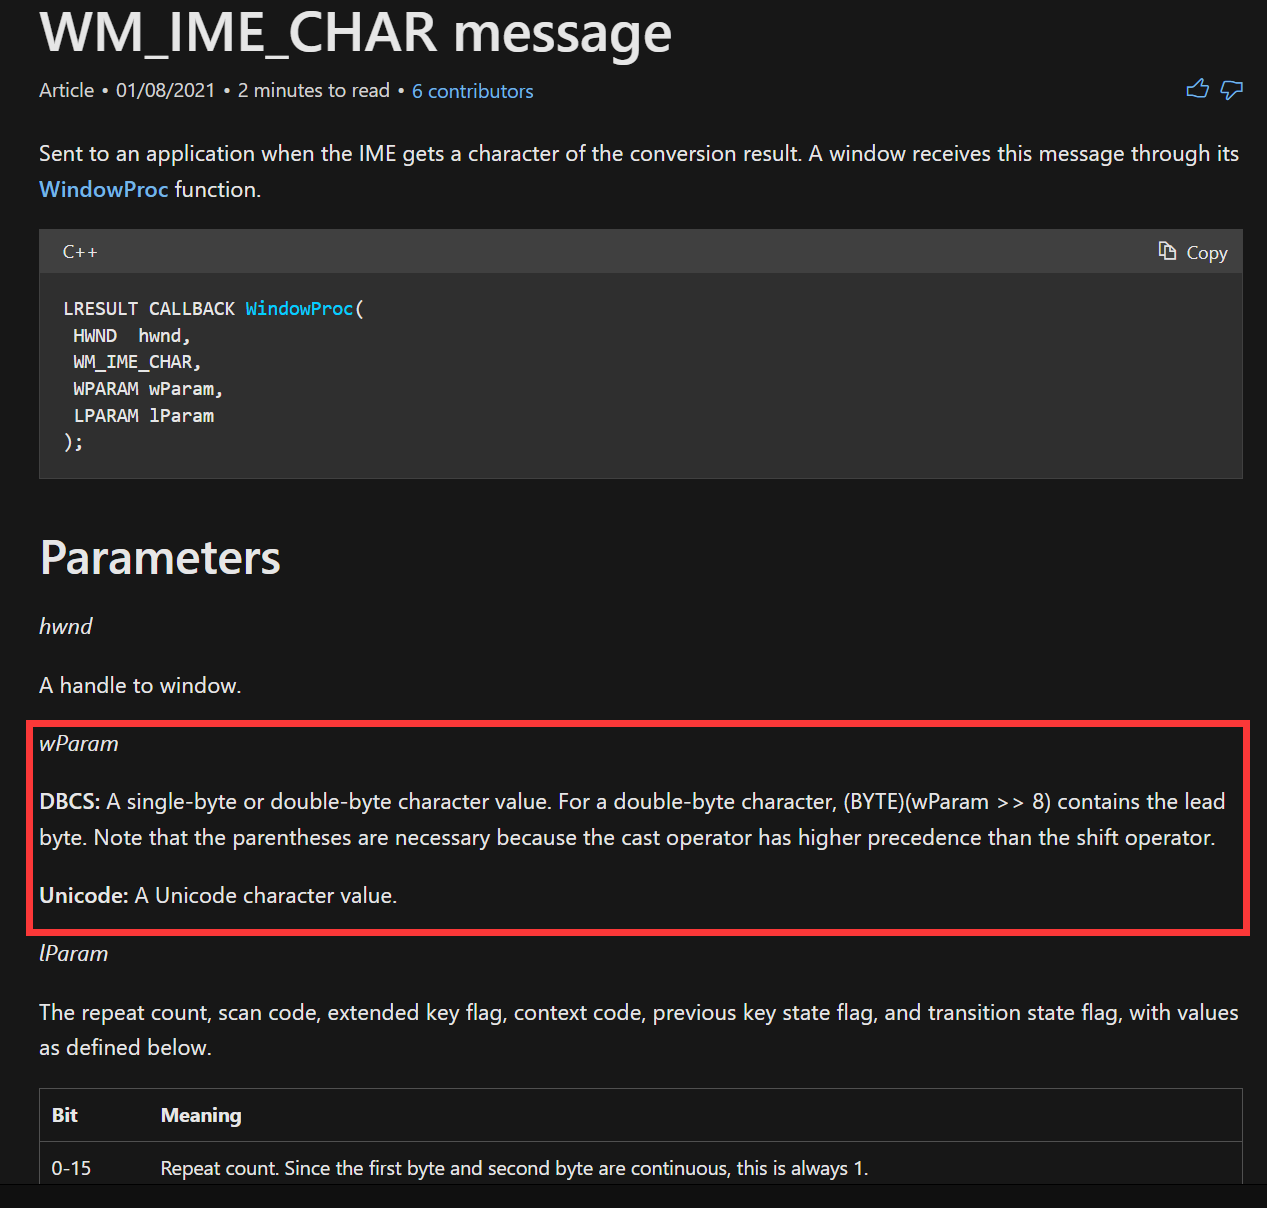 WM_IME_CHAR message
Article • 01/08/2021 • 2 minutes to read • 6 contributors
Sent to an application when the IME gets a character of the conversion result. A window receives this message through its
WindowProc function.
C++
Copy
LRESULT CALLBACK WindowProc(
HWND  hwnd,
WM_IME_CHAR,
WPARAM wParam,
LPARAM lParam
);
Parameters
hwnd
A handle to window.
wParam
DBCS: A single-byte or double-byte character value. For a double-byte character, (BYTE)(wParam >> 8) contains the lead
byte. Note that the parentheses are necessary because the cast operator has higher precedence than the shift operator.
Unicode: A Unicode character value.
lParam
The repeat count, scan code, extended key flag, context code, previous key state flag, and transition state flag, with values
as defined below.
Bit Meaning
0-15 Repeat count. Since the first byte and second byte are continuous, this is always 1.